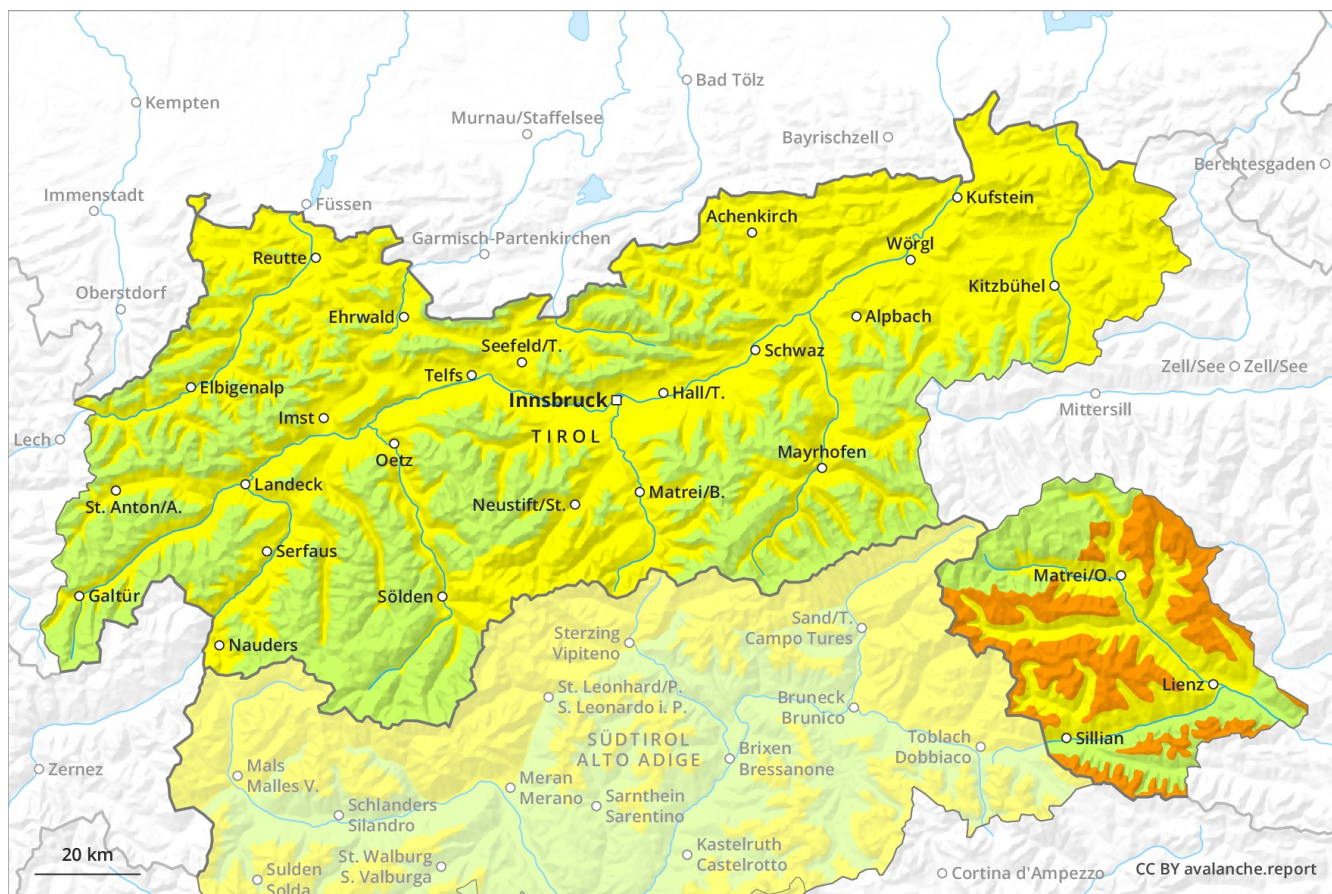 Kempten
Bad Tölz
Murnau/Staffelsee
Bayrischzell
Berchtesgaden
Immenstadt
Füssen
Kufstein
Achenkirch
Garmisch-Partenkirchen
Wörgl
Reutte
Oberstdorf
Kitzbühel
Ehrwald
Alpbach
Seefeld/T.
Schwaz
Telfs
Zell/See
Zell/See
Elbigenalp
Hall/T.
Innsbruck
Mittersill
Imst
TIROL
Lech
Oetz
Mayrhofen
Landeck
Matrei/B.
St. Anton/A.
Neustift/St.
Serfaus
Matrei/O.
Galtür
Sölden
Sand/T.
Campo Tures
Sterzing
Vipiteno
Nauders
Lienz
St. Leonhard/P.
S. Leonardo i. P.
Bruneck
Brunico
SÜDTIROL
ALTO ADIGE
Sillian
Toblach
Dobbiaco
Brixen
Bressanone
Zernez
Mals
Malles V.
Meran
Merano
Sarnthein
Sarentino
Schlanders
Silandro
20 km
Kastelruth
Castelrotto
St. Walburg
S. Valburga
Sulden
Solda
Cortina d'Ampezzo
CC BY avalanche.report